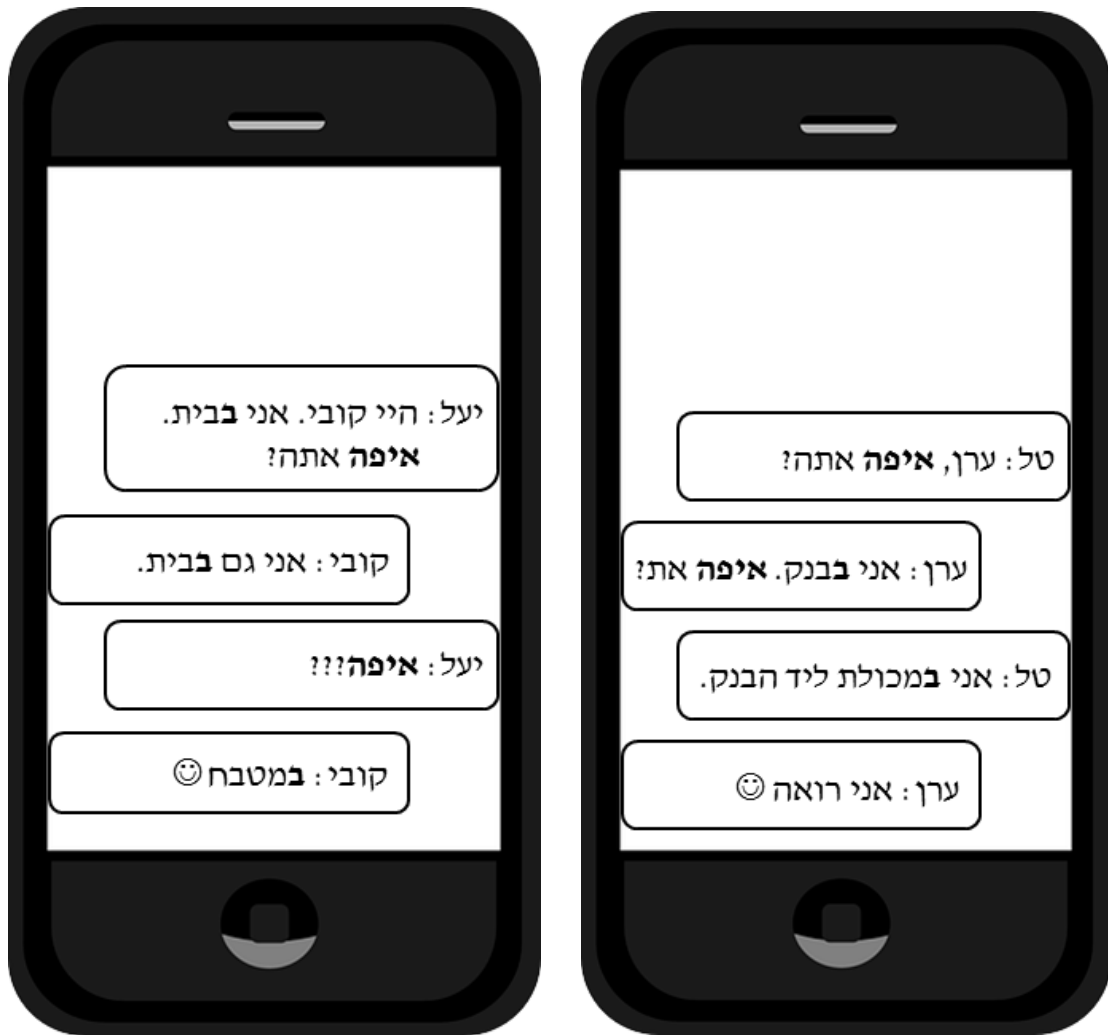 יעל: היי קובי. אני בבית.
איפה אתה?
קובי: אני גם בבית.
יעל: איפה???
קובי: במטבח☺
טל: ערן, איפה אתה?
ערן: אני בבנק. איפה את?
טל: אני במכולת ליד הבנק.
ערן: אני רואה ☺